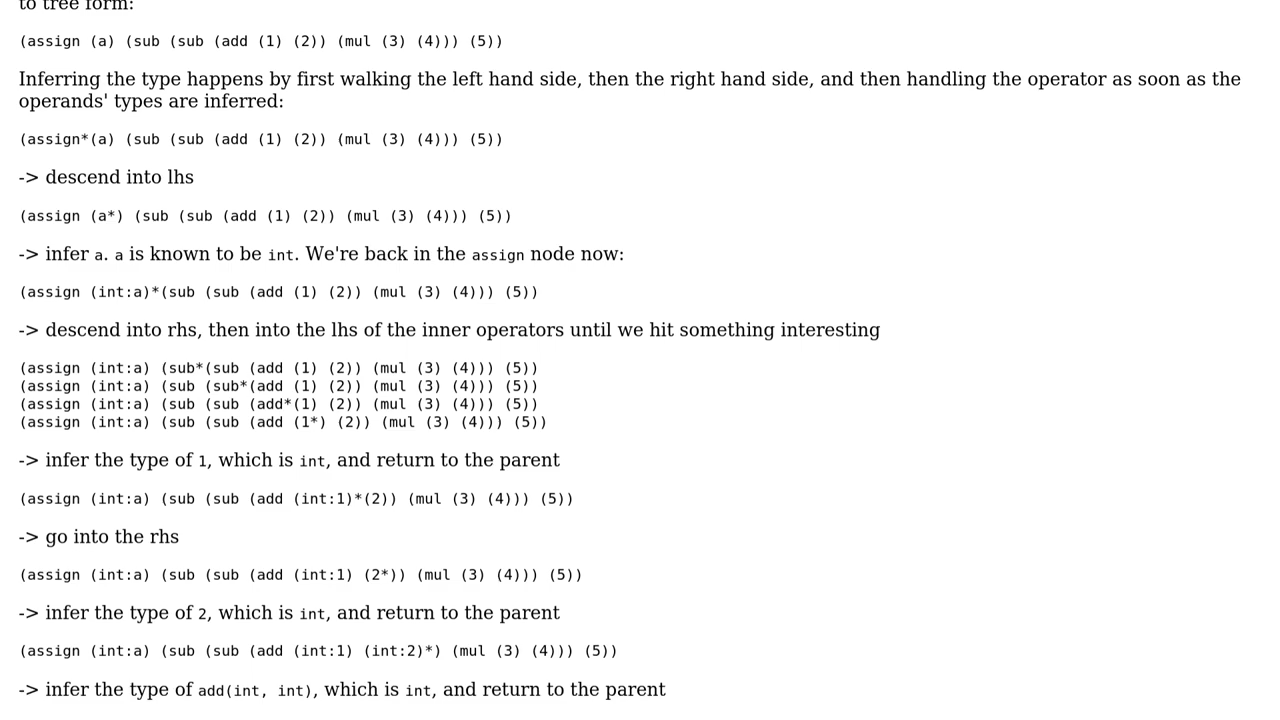 to tree form:
(assign (a) (sub (sub (add (1) (2)) (mul (3) (4))) (5))
Inferring the type happens by first walking the left hand side, then the right hand side, and then handling the operator as soon as the
operands' types are inferred:
(assign*(a) (sub (sub (add (1) (2)) (mul (3) (4))) (5))
-> descend into lhs
(assign (a*) (sub (sub (add (1) (2)) (mul (3) (4))) (5))
-> infer a. a is known to be int. We're back in the assign node now:
(assign (int:a)*(sub (sub (add (1) (2)) (mul (3) (4))) (5))
-> descend into rhs, then into the lhs of the inner operators until we hit something interesting
(assign (int:a) (sub*(sub (add (1) (2)) (mul (3) (4))) (5))
(assign (int:a) (sub (sub*(add (1) (2)) (mul (3) (4))) (5))
(assign (int:a) (sub (sub (add*(1) (2)) (mul (3) (4))) (5))
(assign (int:a) (sub (sub (add (1*) (2)) (mul (3) (4))) (5))
-> infer the type of 1, which is int, and return to the parent
(assign (int:a) (sub (sub (add (int:1)*(2)) (mul (3) (4))) (5))
-> go into the rhs
(assign (int:a) (sub (sub (add (int:1) (2*)) (mul (3) (4))) (5))
-> infer the type of 2, which is int, and return to the parent
(assign (int:a) (sub (sub (add (int:1) (int:2)*) (mul (3) (4))) (5))
-> infer the type of add(int, int), which is int, and return to the parent